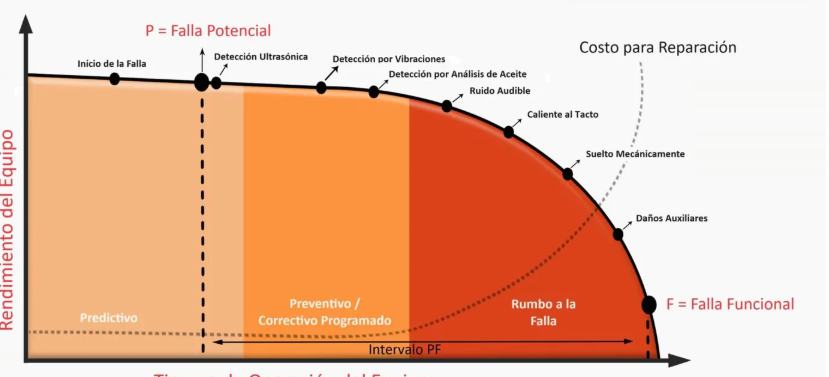 P = Falla Potencial
Costo para Reparación
Inicio de la Falla
Detección Ultrasónica
Detección por Vibraciones
Detección por Análisis de Aceite
Ruido Audible
Caliente al Tacto
Suelto Mecánicamente
Daños Auxiliares
Rendimiento del Equipo
Predictivo
Preventivo /
Correctivo Programado
Rumbo a la
Falla
F = Falla Funcional
Intervalo PF